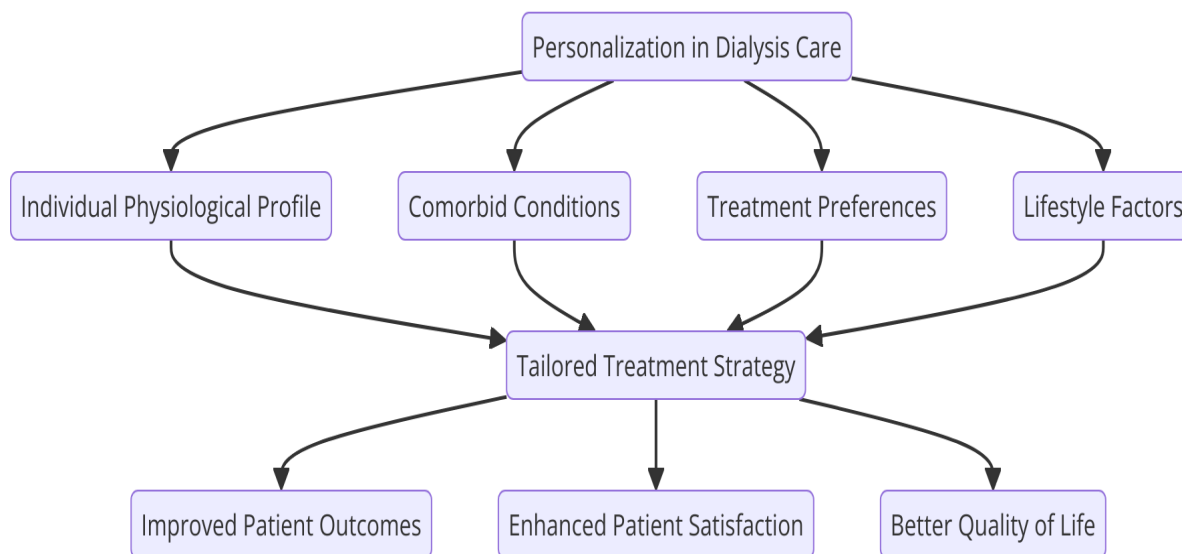 Personalization in Dialysis Care
Individual Physiological Profile
Comorbid Conditions
Treatment Preferences
Lifestyle Factors
Tailored Treatment Strategy
Improved Patient Outcomes
Enhanced Patient Satisfaction
Better Quality of Life